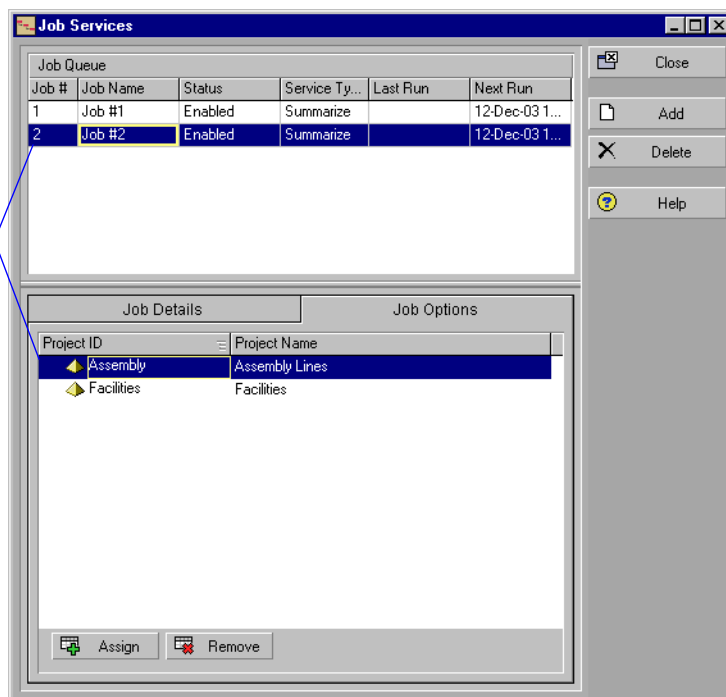 Job Services
Close
Add
Delete
Help
Job Queue
Job # Job Name Status Service Ty... Last Run Next Run
1 Job #1 Enabled Summarize 12-Dec-03 1...
2 Job #2 Enabled Summarize 12-Dec-03 1...
Job Details Job Options
Project ID Project Name
Assembly Assembly Lines
Facilities Facilities
Assign Remove